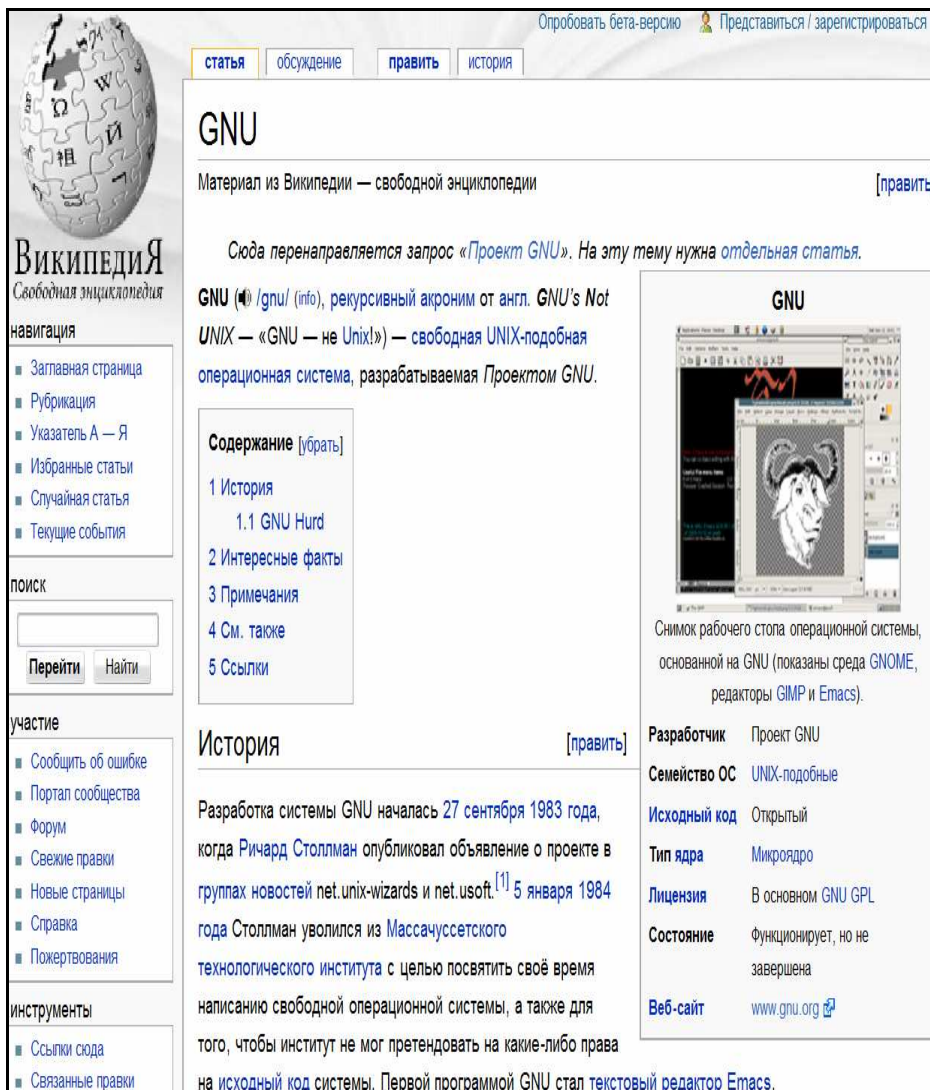 Опробовать бета-версию Представиться / зарегистрироваться
статья обсуждение править история
ВикипедиЯ
Свободная энциклопедия
навигация
Заглавная страница
Рубрикация
Указатель А — Я
Избранные статьи
Случайная статья
Текущие события
поиск
Перейти Найти
участие
Сообщить об ошибке
Портал сообщества
Форум
Свежие правки
Новые страницы
Справка
Пожертвования
инструменты
Ссылки сюда
Связанные правки
GNU
Материал из Википедии — свободной энциклопедии [править
Сюда перенаправляется запрос «Проект GNU». На эту тему нужна отдельная статья.
GNU (/gnu/ (info), рекурсивный акроним от англ. GNU's Not
UNIX — «GNU — не Unix!») — свободная UNIX-подобная
операционная система, разрабатываемая Проектом GNU.
Содержание [убрать]
1 История
1.1 GNU Hurd
2 Интересные факты
3 Примечания
4 См. также
5 Ссылки
История [править]
Разработка системы GNU началась 27 сентября 1983 года,
когда Ричард Столлман опубликовал объявление о проекте в
группах новостей net.unix-wizards и net.usoft.[1] 5 января 1984
года Столлман уволился из Массачуссетского
технологического института с целью посвятить своё время
написанию свободной операционной системы, а также для
того, чтобы институт не мог претендовать на какие-либо права
на исходный код системы. Первой программой GNU стал текстовый редактор Emacs.
GNU
Снимок рабочего стола операционной системы,
основанной на GNU (показаны среда GNOME,
редакторы GIMP и Emacs).
Разработчик Проект GNU
Семейство ОС UNIX-подобные
Исходный код Открытый
Тип ядра Микроядро
Лицензия В основном GNU GPL
Состояние Функционирует, но не
завершена
Веб-сайт www.gnu.org